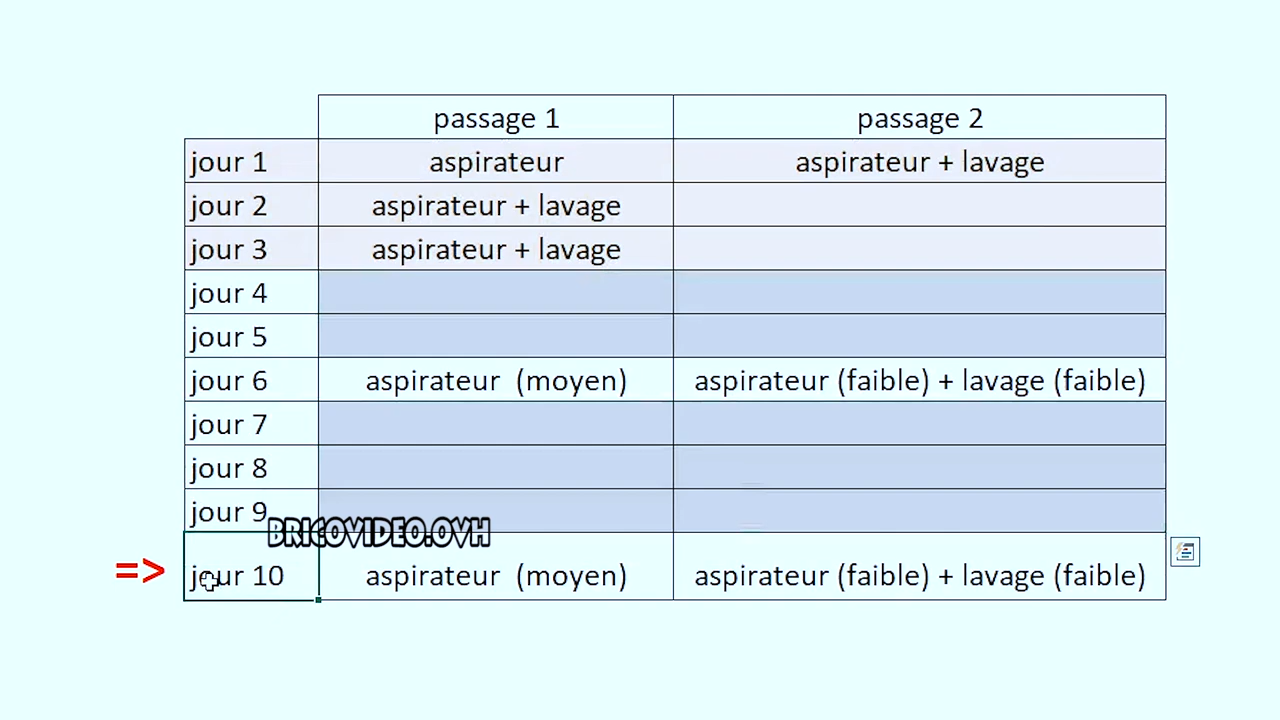 passage 1 passage 2
jour 1 aspirateur aspirateur + lavage
jour 2 aspirateur + lavage
jour 3 aspirateur + lavage
jour 4
jour 5
jour 6 aspirateur (moyen) aspirateur (faible) + lavage (faible)
jour 7
jour 8
jour 9
BRICOVIDEO.OVH
=> jour 10 aspirateur (moyen) aspirateur (faible) + lavage (faible)